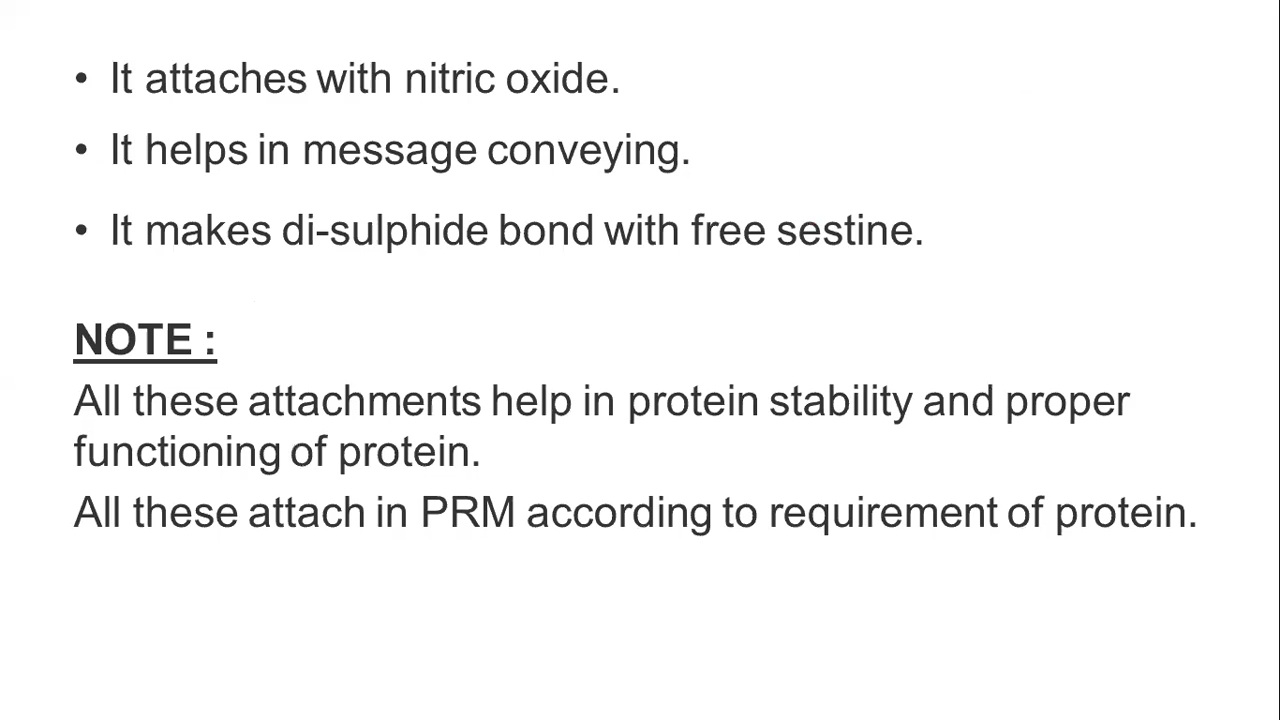 • It attaches with nitric oxide.
• It helps in message conveying.
• It makes di-sulphide bond with free sestine.
NOTE :
All these attachments help in protein stability and proper
functioning of protein.
All these attach in PRM according to requirement of protein.